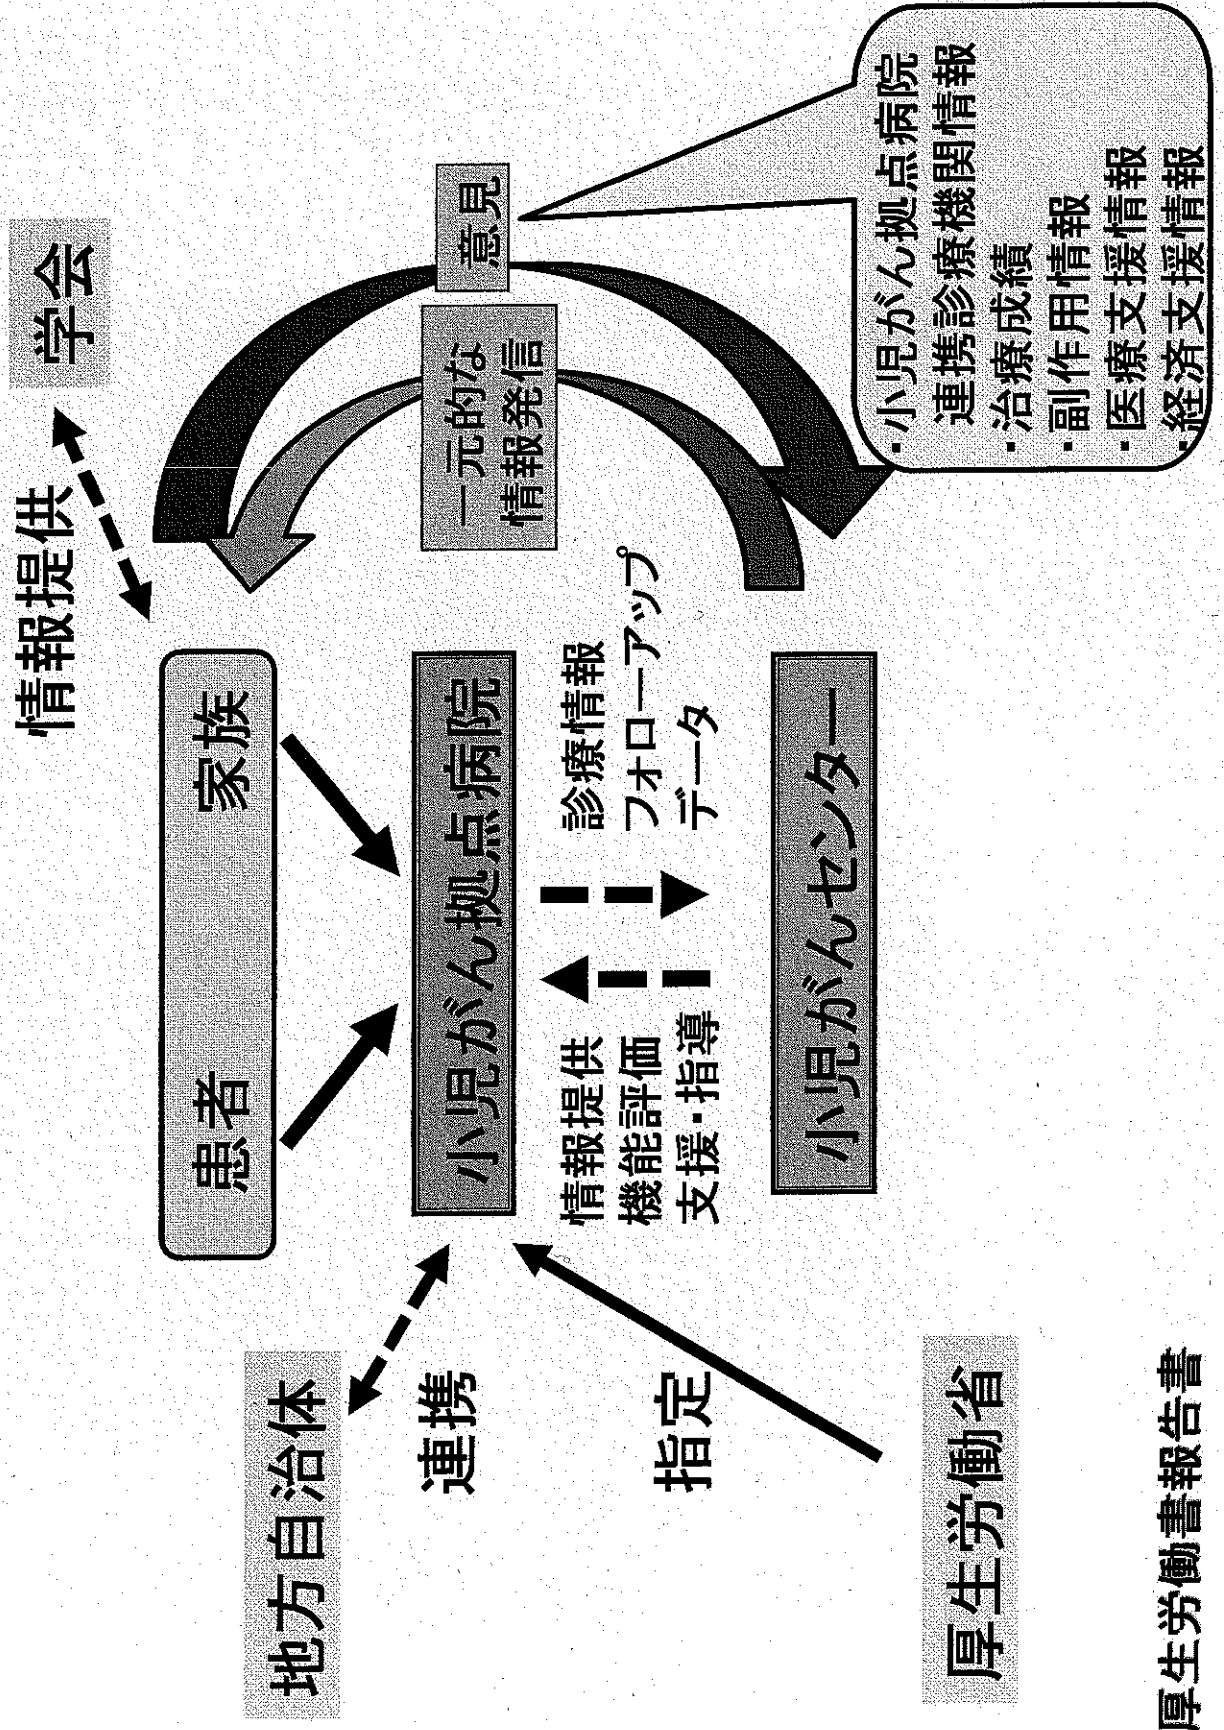 情報提供
学会
患者
家族
地方自治体
連携
小児がん拠点病院
一元的な
情報発信
意見
情報提供
機能評価
支援・指導
診療情報
フォローアップ
データ
指定
小児がんセンター
厚生労働省
・小児がん拠点病院
連携診療機関情報
・治療成績
・副作用情報
・医療支援情報
・経済支援情報
厚生労働書報告書